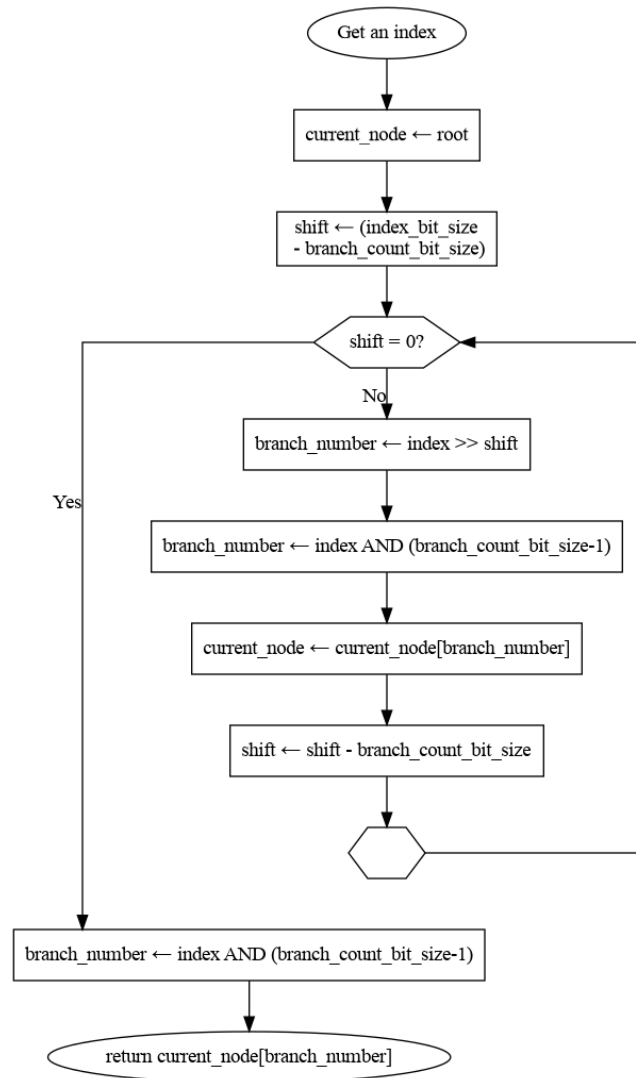 Get an index
current_node ← root
shift ← (index_bit_size
- branch_count_bit_size)
shift = 0?
No
branch_number ← index >> shift
Yes
branch_number ← index AND (branch_count_bit_size-1)
current_node ← current_node[branch_number]
shift ← shift - branch_count_bit_size
branch_number ← index AND (branch_count_bit_size-1)
return current_node[branch_number]